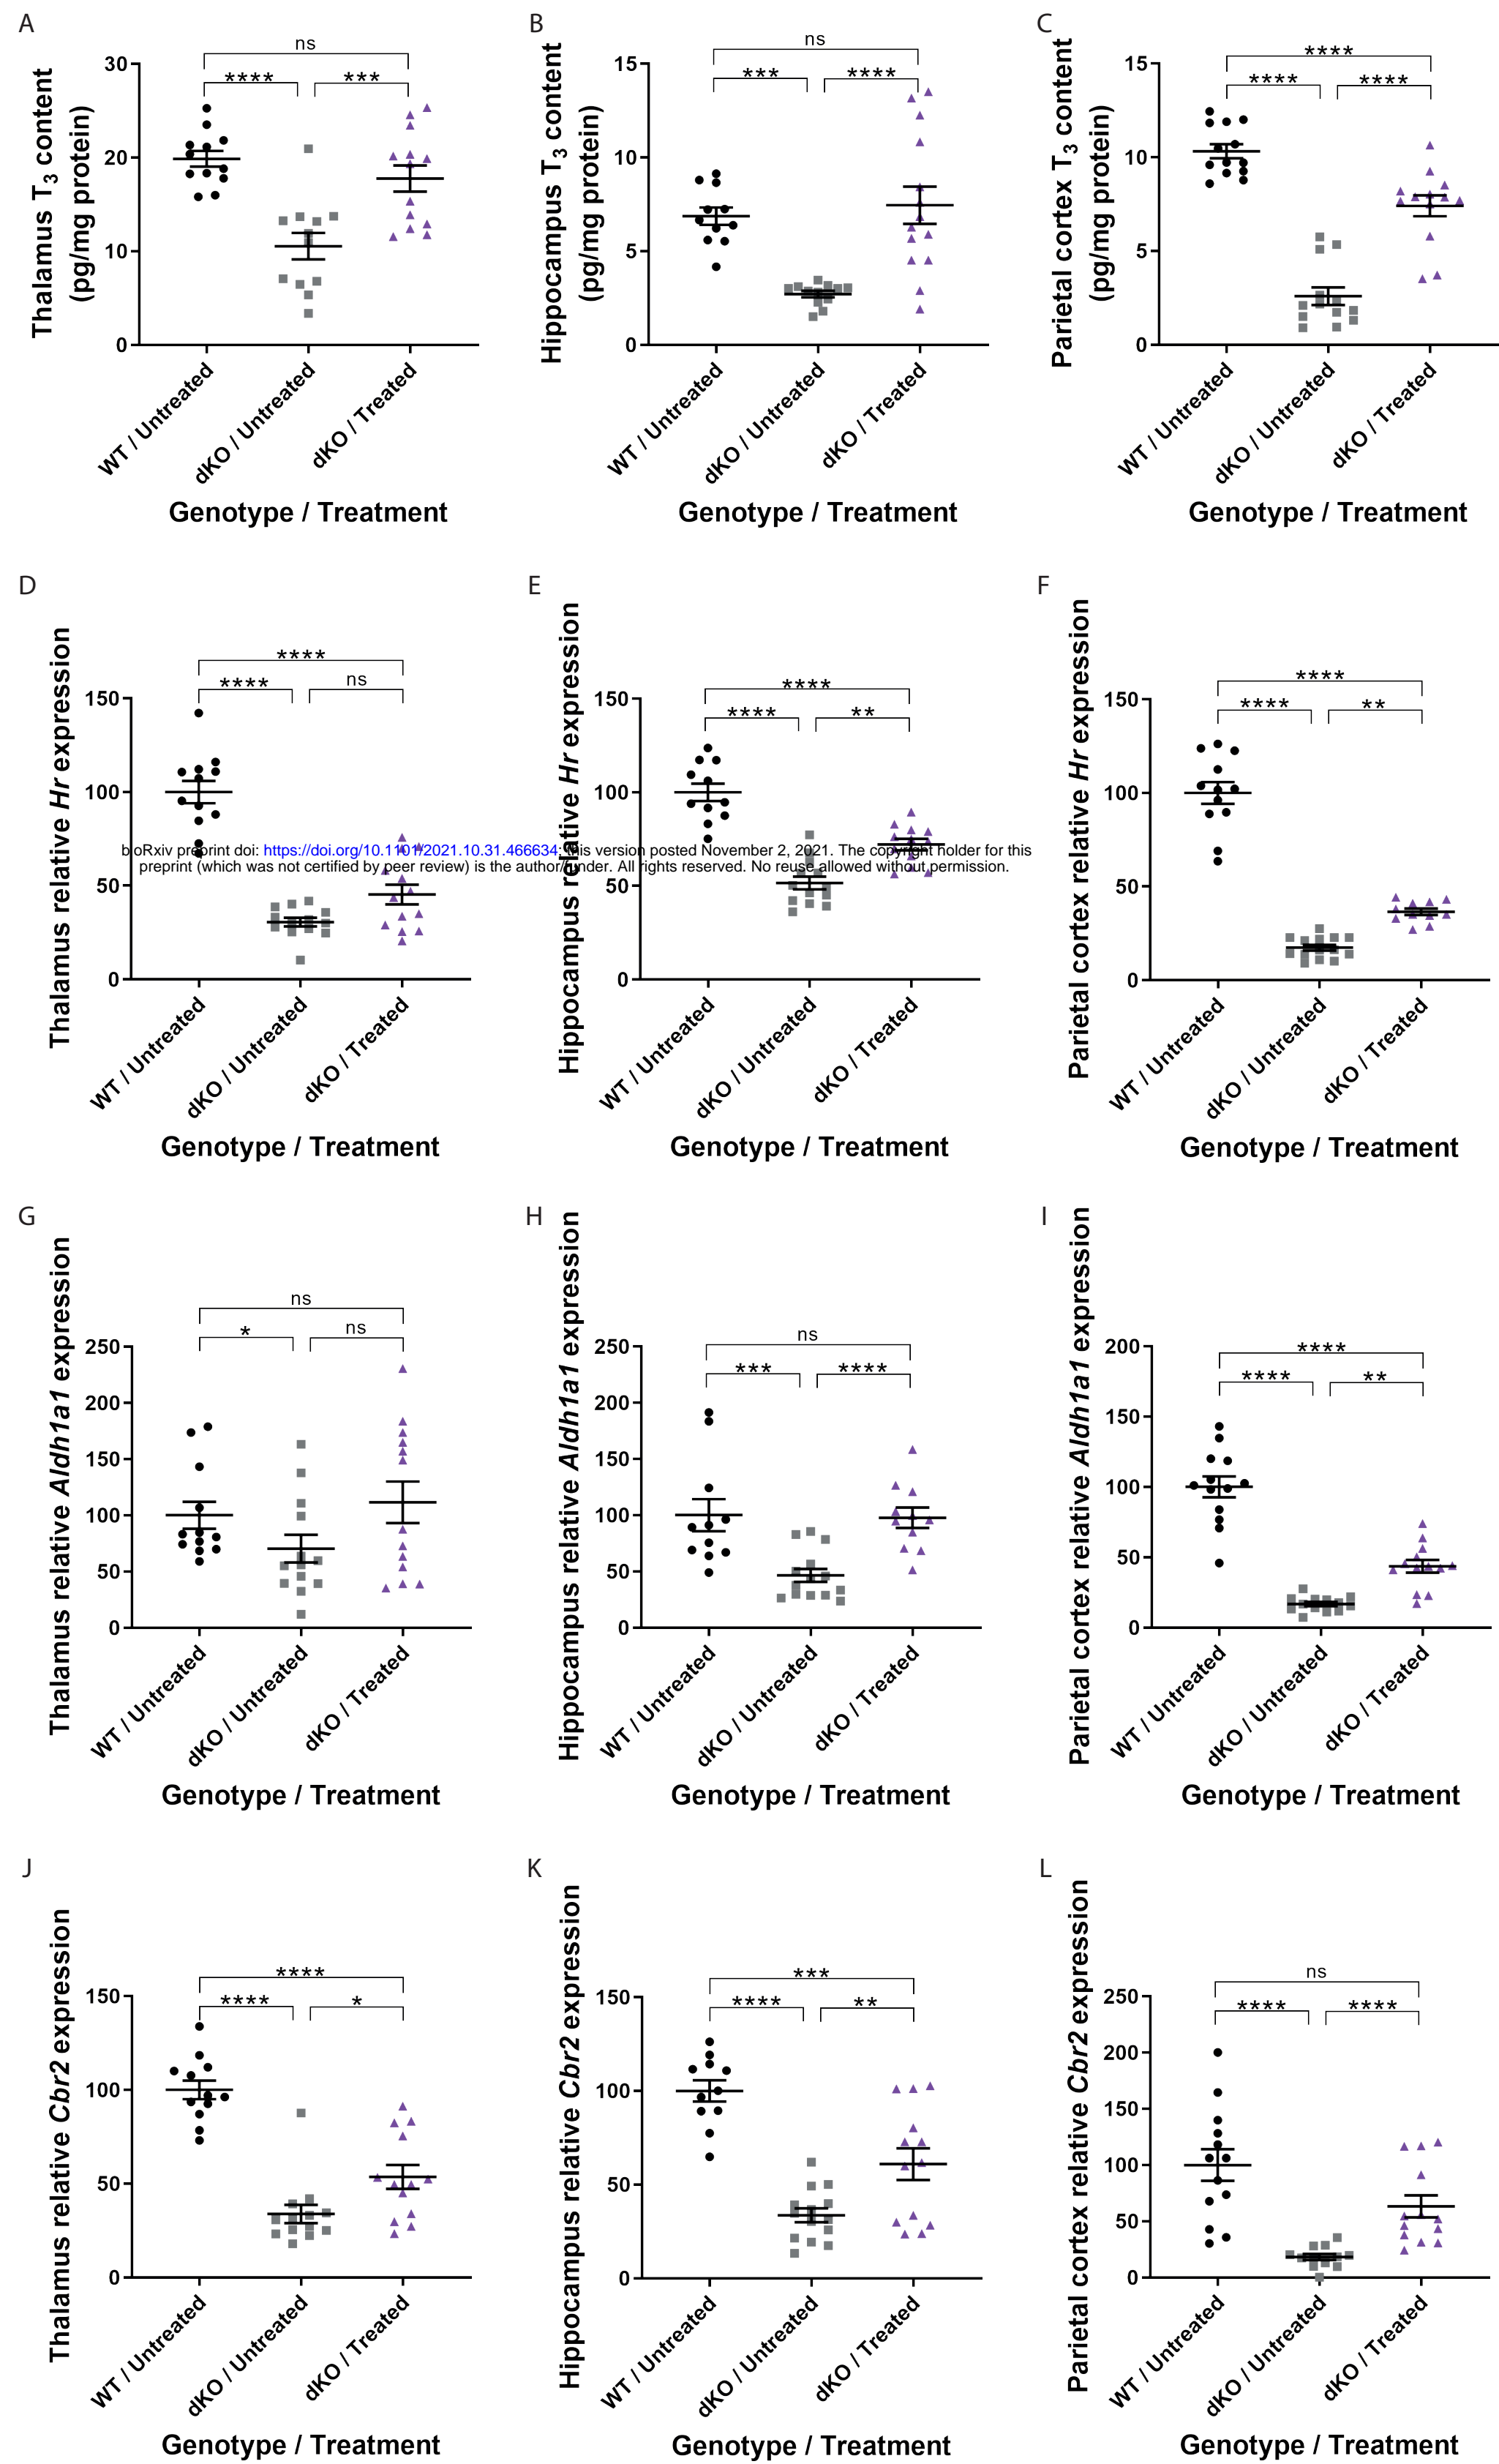 A
Thalamus T3 content
(pg/mg protein)
30
20
10
0
ns
****
***
WT / Untreated
dKO / Untreated
dKO / Treated
Genotype / Treatment
B
Hippocampus T3 content
(pg/mg protein)
15
10
5
0
ns
***
****
WT / Untreated
dKO / Untreated
dKO / Treated
Genotype / Treatment
C
Parietal cortex T3 content
(pg/mg protein)
15
10
5
0
****
****
****
WT / Untreated
dKO / Untreated
dKO / Treated
Genotype / Treatment
D
Thalamus relative Hr expression
150
100
50
0
****
****
ns
WT / Untreated
dKO / Untreated
dKO / Treated
Genotype / Treatment
E
Hippocampus relative Hr expression
150
100
50
0
****
****
**
WT / Untreated
dKO / Untreated
dKO / Treated
Genotype / Treatment
F
Parietal cortex relative Hr expression
150
100
50
0
****
****
**
WT / Untreated
dKO / Untreated
dKO / Treated
Genotype / Treatment
bioRxiv preprint doi: https://doi.org/10.1101/2021.10.31.466634; this version posted November 2, 2021. The copyright holder for this
preprint (which was not certified by peer review) is the author/funder. All rights reserved. No reuse allowed without permission.
G
Thalamus relative Aldh1a1 expression
250
200
150
100
50
0
ns
*
ns
WT / Untreated
dKO / Untreated
dKO / Treated
Genotype / Treatment
H
Hippocampus relative Aldh1a1 expression
250
200
150
100
50
0
ns
***
****
WT / Untreated
dKO / Untreated
dKO / Treated
Genotype / Treatment
I
Parietal cortex relative Aldh1a1 expression
200
150
100
50
0
****
****
**
WT / Untreated
dKO / Untreated
dKO / Treated
Genotype / Treatment
J
Thalamus relative Cbr2 expression
150
100
50
0
****
****
*
WT / Untreated
dKO / Untreated
dKO / Treated
Genotype / Treatment
K
Hippocampus relative Cbr2 expression
150
100
50
0
***
****
**
WT / Untreated
dKO / Untreated
dKO / Treated
Genotype / Treatment
L
Parietal cortex relative Cbr2 expression
250
200
150
100
50
0
ns
****
****
WT / Untreated
dKO / Untreated
dKO / Treated
Genotype / Treatment